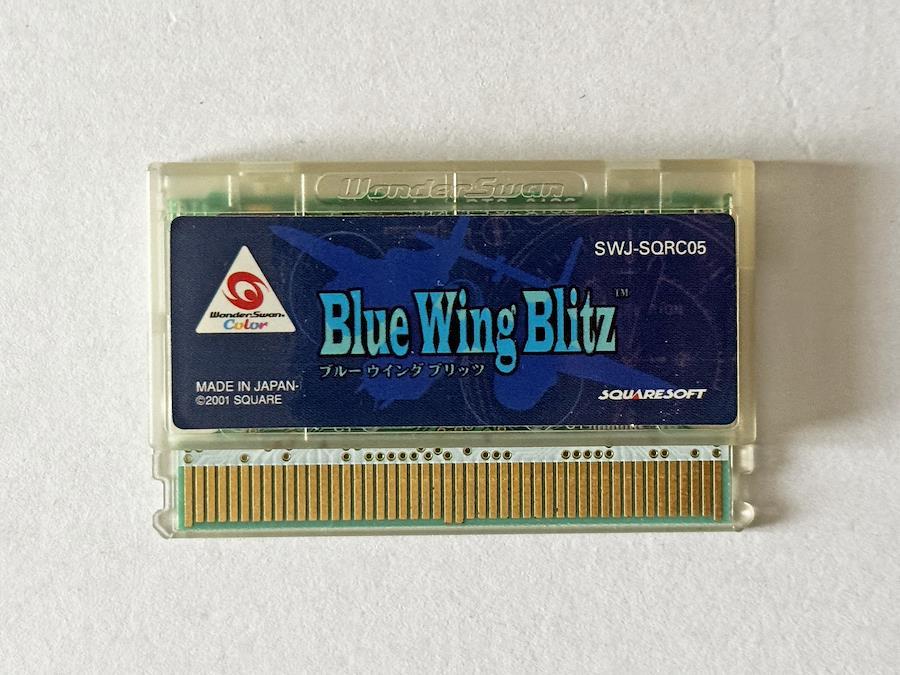 WonderSwan
SWJ-SQRC05
WonderSwan
Color
Blue Wing Blitz™
ブルー ウイング ブリッツ
MADE IN JAPAN-
©2001 SQUARE
SQUARESOFT